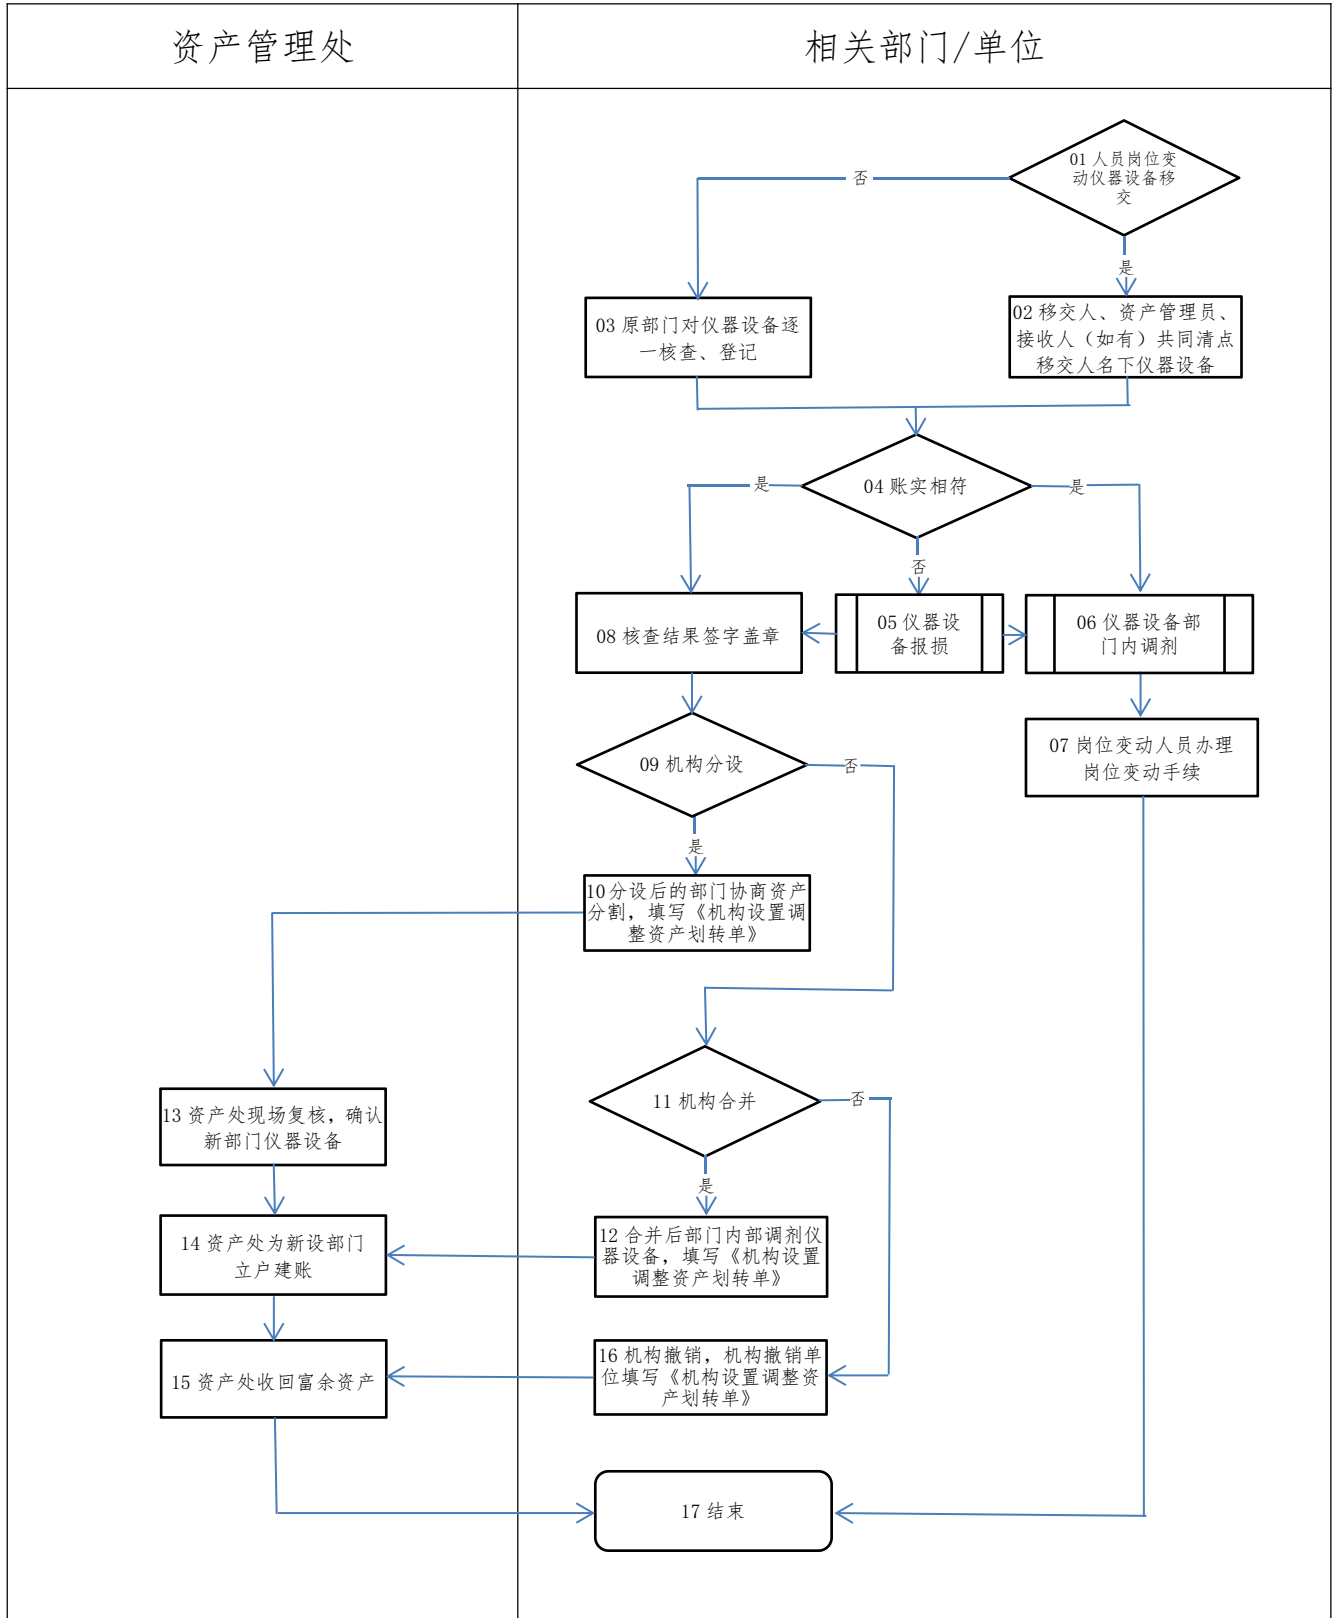 资产管理处
相关部门/单位
01 人员岗位变
动仪器设备移
交
否
是
03 原部门对仪器设备逐
一核查、登记
02 移交人、资产管理员、
接收人（如有）共同清点
移交人名下仪器设备
04 账实相符
是
是
否
08 核查结果签字盖章
05 仪器设
备报损
06 仪器设备部
门内调剂
07 岗位变动人员办理
岗位变动手续
09 机构分设
否
是
10 分设后的部门协商资产
分割，填写《机构设置调
整资产划转单》
11 机构合并
否
是
13 资产处现场复核，确认
新部门仪器设备
12 合并后部门内部调剂仪
器设备，填写《机构设置
调整资产划转单》
14 资产处为新设部门
立户建账
16 机构撤销，机构撤销单
位填写《机构设置调整资
产划转单》
15 资产处收回富余资产
17 结束